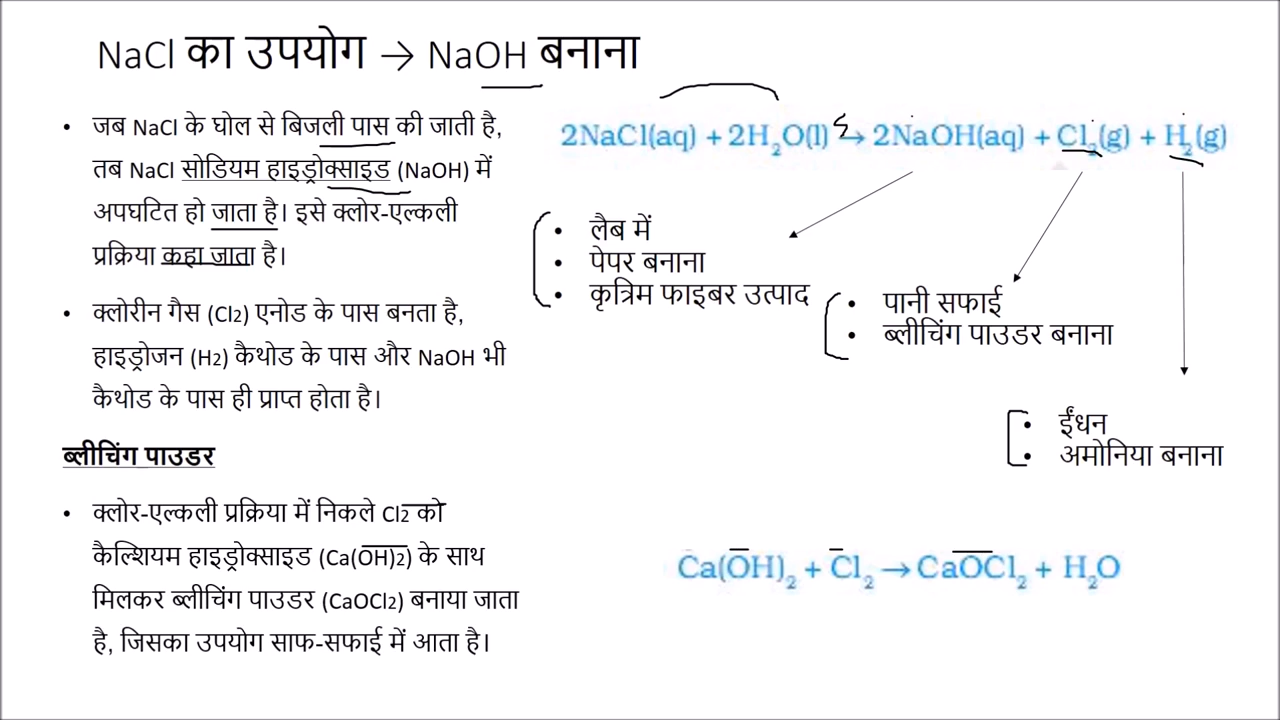 NaCl का उपयोग → NaOH बनाना
• जब NaCl के घोल से बिजली पास की जाती है,
तब NaCl सोडियम हाइड्रोक्साइड (NaOH) में
अपघटित हो जाता है। इसे क्लोर-एल्कली
प्रक्रिया कहा जाता है।
• क्लोरीन गैस (Cl2) एनोड के पास बनता है,
हाइड्रोजन (H2) कैथोड के पास और NaOH भी
कैथोड के पास ही प्राप्त होता है।
ब्लीचिंग पाउडर
• क्लोर-एल्कली प्रक्रिया में निकले Cl2 को
कैल्शियम हाइड्रोक्साइड (Ca(OH)2) के साथ
मिलकर ब्लीचिंग पाउडर (CaOCl2) बनाया जाता
है, जिसका उपयोग साफ-सफाई में आता है।
2NaCl(aq) + 2H₂O(l) → 2NaOH(aq) + Cl₂(g) + H₂(g)
• लैब में
• पेपर बनाना
• कृत्रिम फाइबर उत्पाद
• पानी सफाई
• ब्लीचिंग पाउडर बनाना
• ईंधन
• अमोनिया बनाना
Ca(OH)₂ + Cl₂ → CaOCl₂ + H₂O